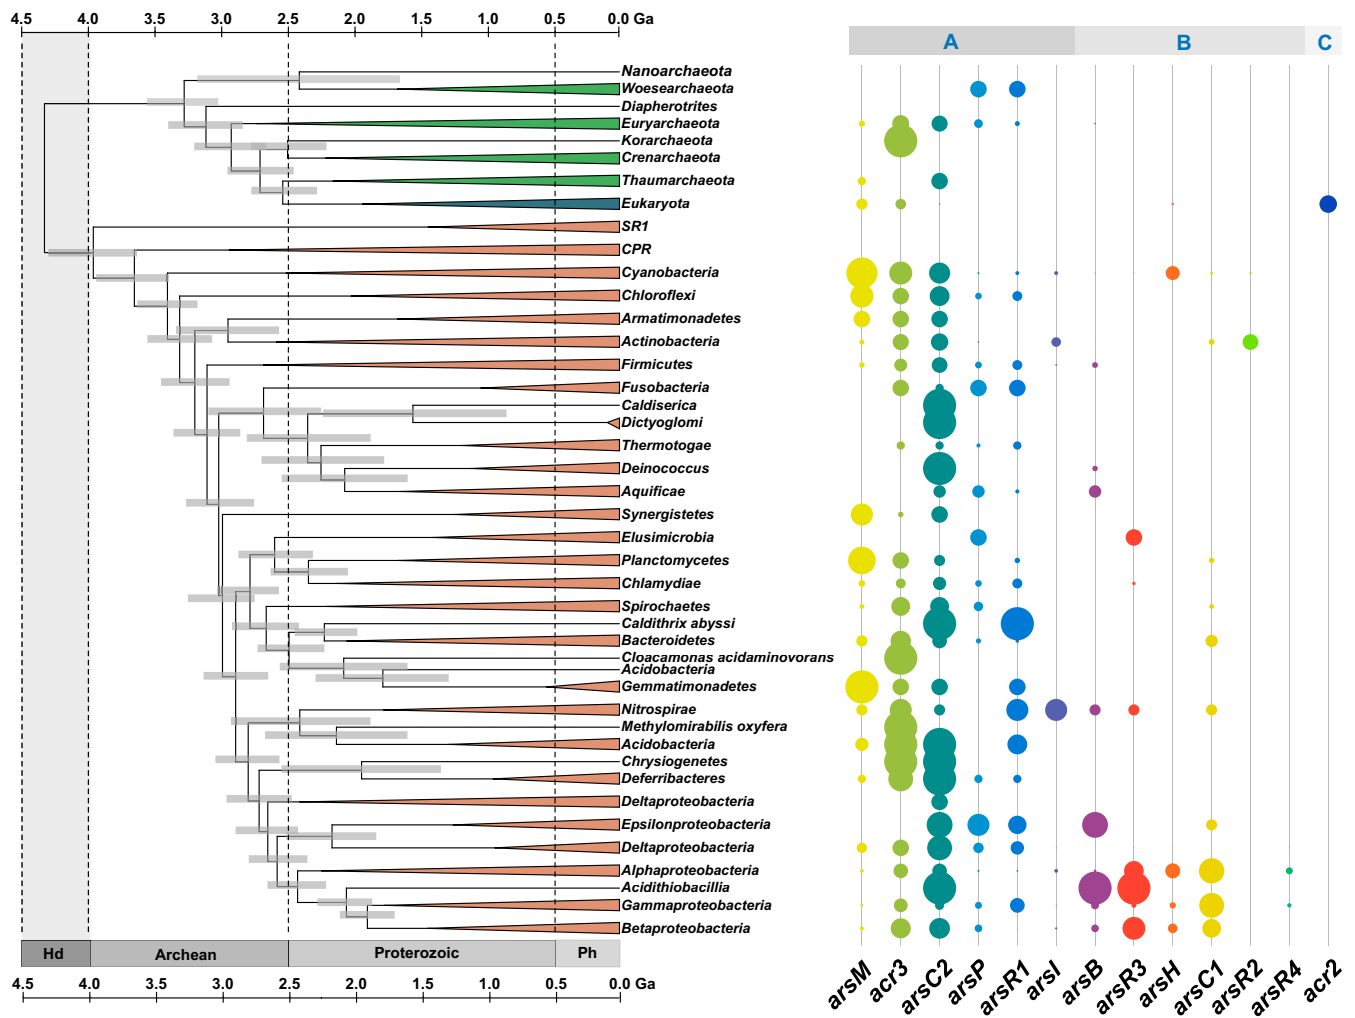 4.5 4.0 3.5 3.0 2.5 2.0 1.5 1.0 0.5 0.0 Ga
A B C
Nanoarchaeota
Woesearchaeota
Diapherotrites
Euryarchaeota
Korarchaeota
Crenarchaeota
Thaumarchaeota
Eukaryota
SR1
CPR
Cyanobacteria
Chloroflexi
Armatimonadetes
Actinobacteria
Firmicutes
Fusobacteria
Caldiserica
Dictyoglomi
Thermotogae
Deinococcus
Aquificae
Synergistetes
Elusimicrobia
Planctomycetes
Chlamydiae
Spirochaetes
Caldithrix abyssi
Bacteroidetes
Cloacamonas acidaminovorans
Acidobacteria
Gemmatimonadetes
Nitrospirae
Methylomirabilis oxyfera
Acidobacteria
Chrysiogenetes
Deferribacteres
Deltaproteobacteria
Epsilonproteobacteria
Deltaproteobacteria
Alphaproteobacteria
Acidithiobacillia
Gammaproteobacteria
Betaproteobacteria
Hd Archean Proterozoic Ph
4.5 4.0 3.5 3.0 2.5 2.0 1.5 1.0 0.5 0.0 Ga
arsM acr3 arsC2 arsP arsR1 arsI arsB arsR3 arsH arsC1 arsR2 arsR4 acr2